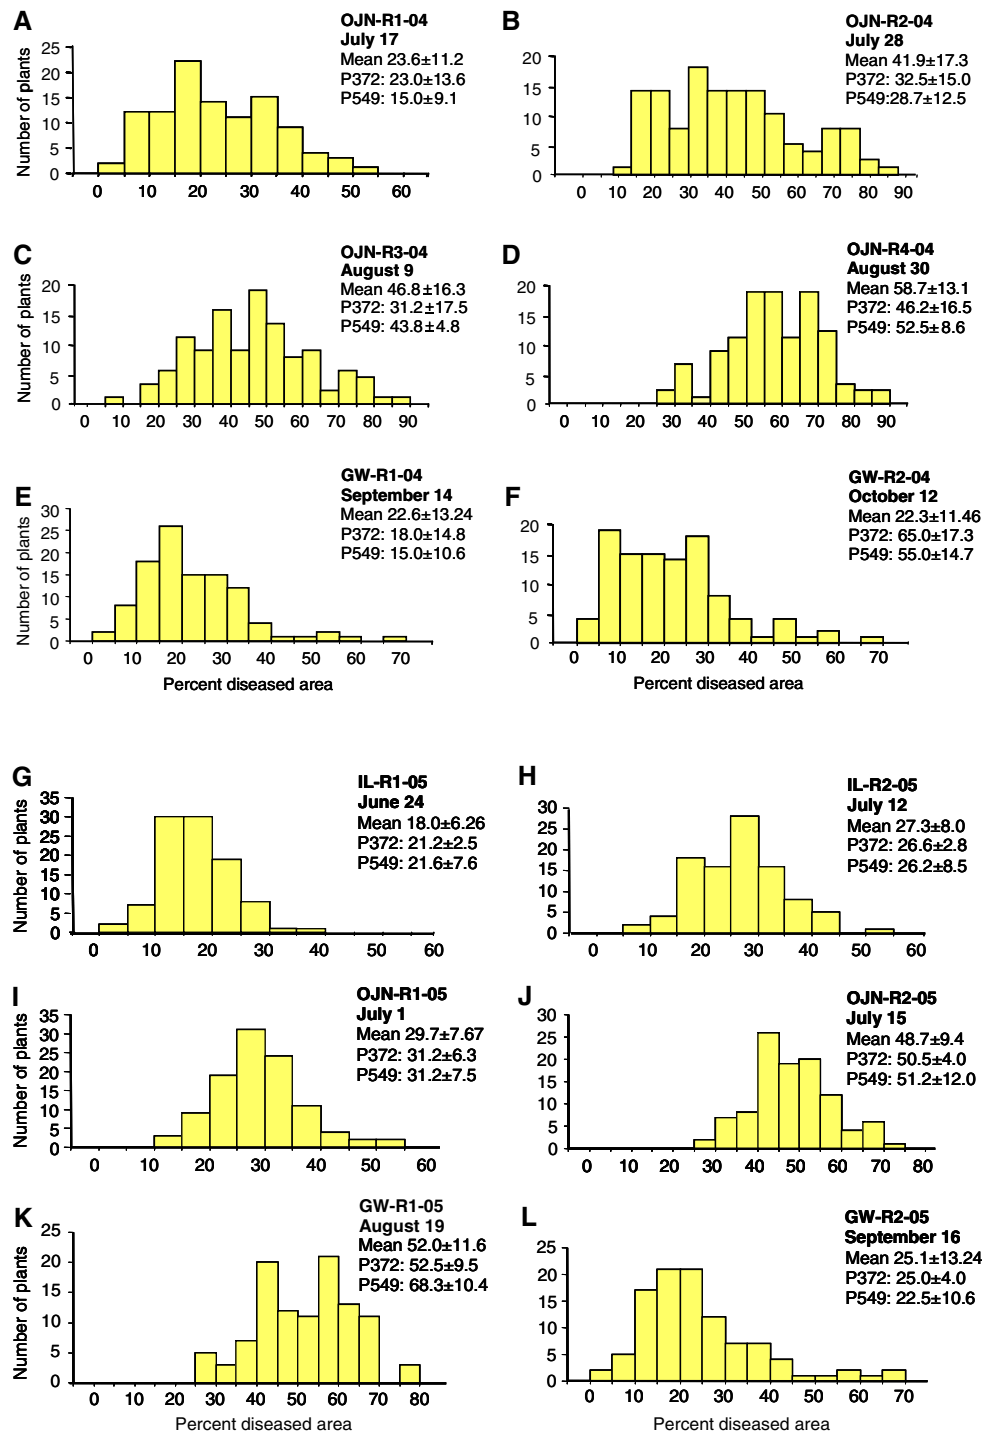 A
OJN-R1-04
July 17
Mean 23.6±11.2
P372: 23.0±13.6
P549: 15.0±9.1
Number of plants
25
20
15
10
5
0
0 10 20 30 40 50 60
B
OJN-R2-04
July 28
Mean 41.9±17.3
P372: 32.5±15.0
P549:28.7±12.5
20
15
10
5
0
0 10 20 30 40 50 60 70 80 90
C
OJN-R3-04
August 9
Mean 46.8±16.3
P372: 31.2±17.5
P549: 43.8±4.8
Number of plants
20
15
10
5
0
0 10 20 30 40 50 60 70 80 90
D
OJN-R4-04
August 30
Mean 58.7±13.1
P372: 46.2±16.5
P549: 52.5±8.6
20
15
10
5
0
0 10 20 30 40 50 60 70 80 90
E
GW-R1-04
September 14
Mean 22.6±13.24
P372: 18.0±14.8
P549: 15.0±10.6
Number of plants
30
25
20
15
10
5
0
0 10 20 30 40 50 60 70
Percent diseased area
F
GW-R2-04
October 12
Mean 22.3±11.46
P372: 65.0±17.3
P549: 55.0±14.7
20
15
10
5
0
0 10 20 30 40 50 60 70
Percent diseased area
G
IL-R1-05
June 24
Mean 18.0±6.26
P372: 21.2±2.5
P549: 21.6±7.6
Number of plants
35
30
25
20
15
10
5
0
0 10 20 30 40 50 60
H
IL-R2-05
July 12
Mean 27.3±8.0
P372: 26.6±2.8
P549: 26.2±8.5
30
25
20
15
10
5
0
0 10 20 30 40 50 60
I
OJN-R1-05
July 1
Mean 29.7±7.67
P372: 31.2±6.3
P549: 31.2±7.5
Number of plants
35
30
25
20
15
10
5
0
0 10 20 30 40 50 60
J
OJN-R2-05
July 15
Mean 48.7±9.4
P372: 50.5±4.0
P549: 51.2±12.0
30
25
20
15
10
5
0
0 10 20 30 40 50 60 70 80
K
GW-R1-05
August 19
Mean 52.0±11.6
P372: 52.5±9.5
P549: 68.3±10.4
Number of plants
25
20
15
10
5
0
0 10 20 30 40 50 60 70 80
Percent diseased area
L
GW-R2-05
September 16
Mean 25.1±13.24
P372: 25.0±4.0
P549: 22.5±10.6
25
20
15
10
5
0
0 10 20 30 40 50 60 70
Percent diseased area